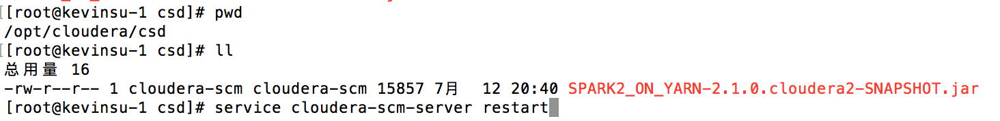 [[root@kevinsu-1 csd]# pwd
/opt/cloudera/csd
[[root@kevinsu-1 csd]# ll
总用量 16
-rw-r--r-- 1 cloudera-scm cloudera-scm 15857 7月  12 20:40 SPARK2_ON_YARN-2.1.0.cloudera2-SNAPSHOT.jar
[root@kevinsu-1 csd]# service cloudera-scm-server restart